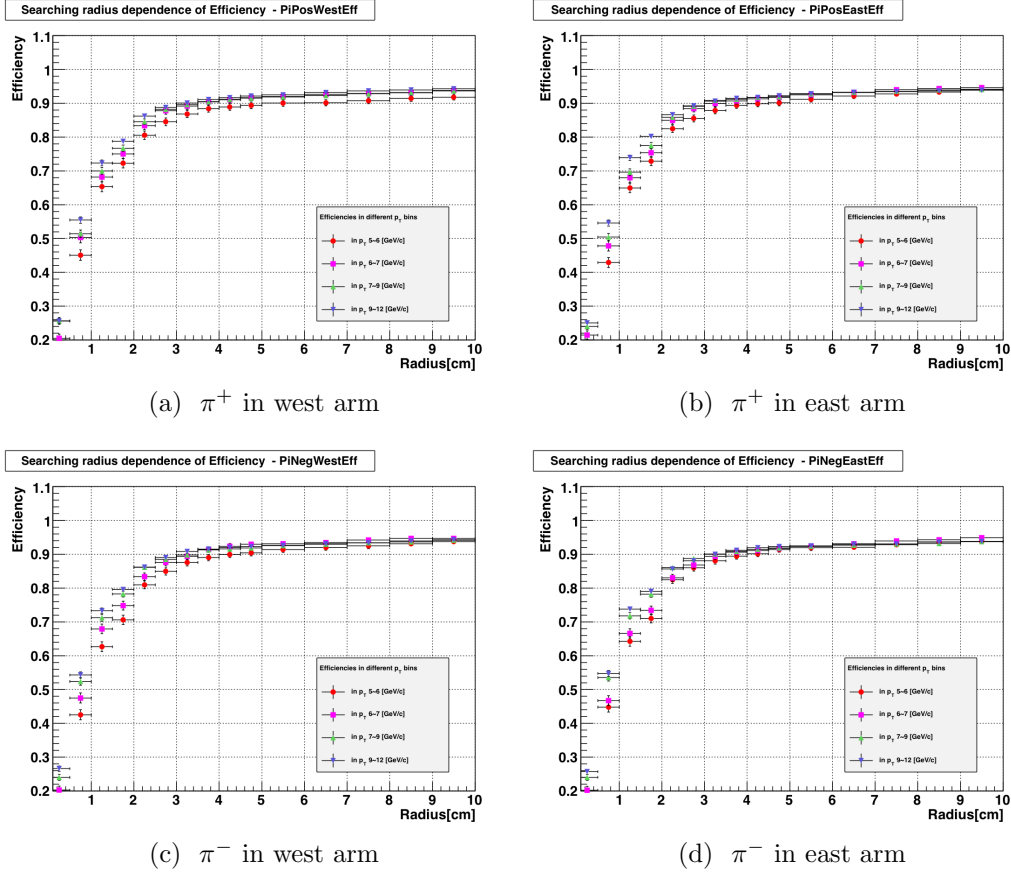 Searching radius dependence of Efficiency - PiPosWestEff
Efficiency
1.1
1
0.9
0.8
0.7
0.6
0.5
0.4
0.3
0.2
Efficiencies in different p_T bins
in p_T 5~6 [GeV/c]
in p_T 6~7 [GeV/c]
in p_T 7~9 [GeV/c]
in p_T 9~12 [GeV/c]
1 2 3 4 5 6 7 8 9 10
Radius[cm]
(a) π⁺ in west arm
Searching radius dependence of Efficiency - PiPosEastEff
Efficiency
1.1
1
0.9
0.8
0.7
0.6
0.5
0.4
0.3
0.2
Efficiencies in different p_T bins
in p_T 5~6 [GeV/c]
in p_T 6~7 [GeV/c]
in p_T 7~9 [GeV/c]
in p_T 9~12 [GeV/c]
1 2 3 4 5 6 7 8 9 10
Radius[cm]
(b) π⁺ in east arm
Searching radius dependence of Efficiency - PiNegWestEff
Efficiency
1.1
1
0.9
0.8
0.7
0.6
0.5
0.4
0.3
0.2
Efficiencies in different p_T bins
in p_T 5~6 [GeV/c]
in p_T 6~7 [GeV/c]
in p_T 7~9 [GeV/c]
in p_T 9~12 [GeV/c]
1 2 3 4 5 6 7 8 9 10
Radius[cm]
(c) π⁻ in west arm
Searching radius dependence of Efficiency - PiNegEastEff
Efficiency
1.1
1
0.9
0.8
0.7
0.6
0.5
0.4
0.3
0.2
Efficiencies in different p_T bins
in p_T 5~6 [GeV/c]
in p_T 6~7 [GeV/c]
in p_T 7~9 [GeV/c]
in p_T 9~12 [GeV/c]
1 2 3 4 5 6 7 8 9 10
Radius[cm]
(d) π⁻ in east arm